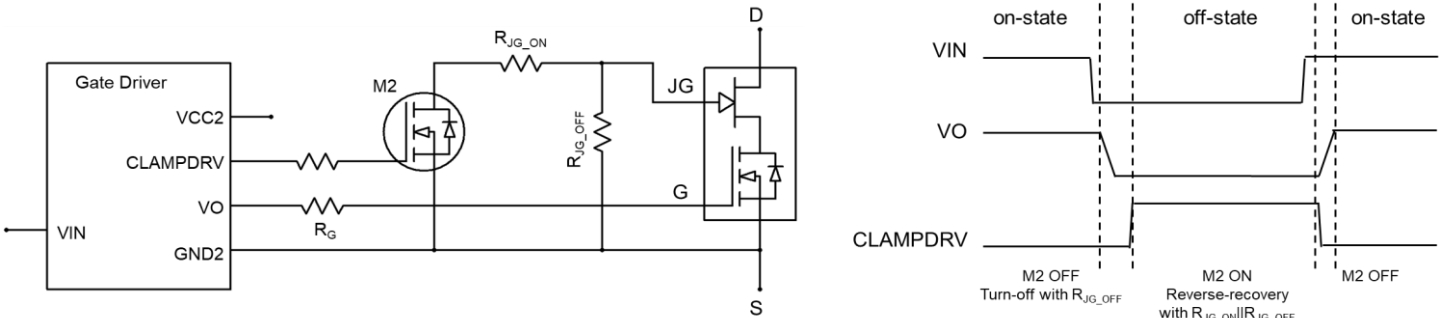 Gate Driver
VCC2
CLAMPDRV
VO
VIN
GND2
R_G
M2
R_JG_ON
R_JG_OFF
JG
G
D
S
on-state off-state on-state
VIN
VO
CLAMPDRV
M2 OFF
Turn-off with R_JG_OFF
M2 ON
Reverse-recovery
with R_JG_ON||R_JG_OFF
M2 OFF